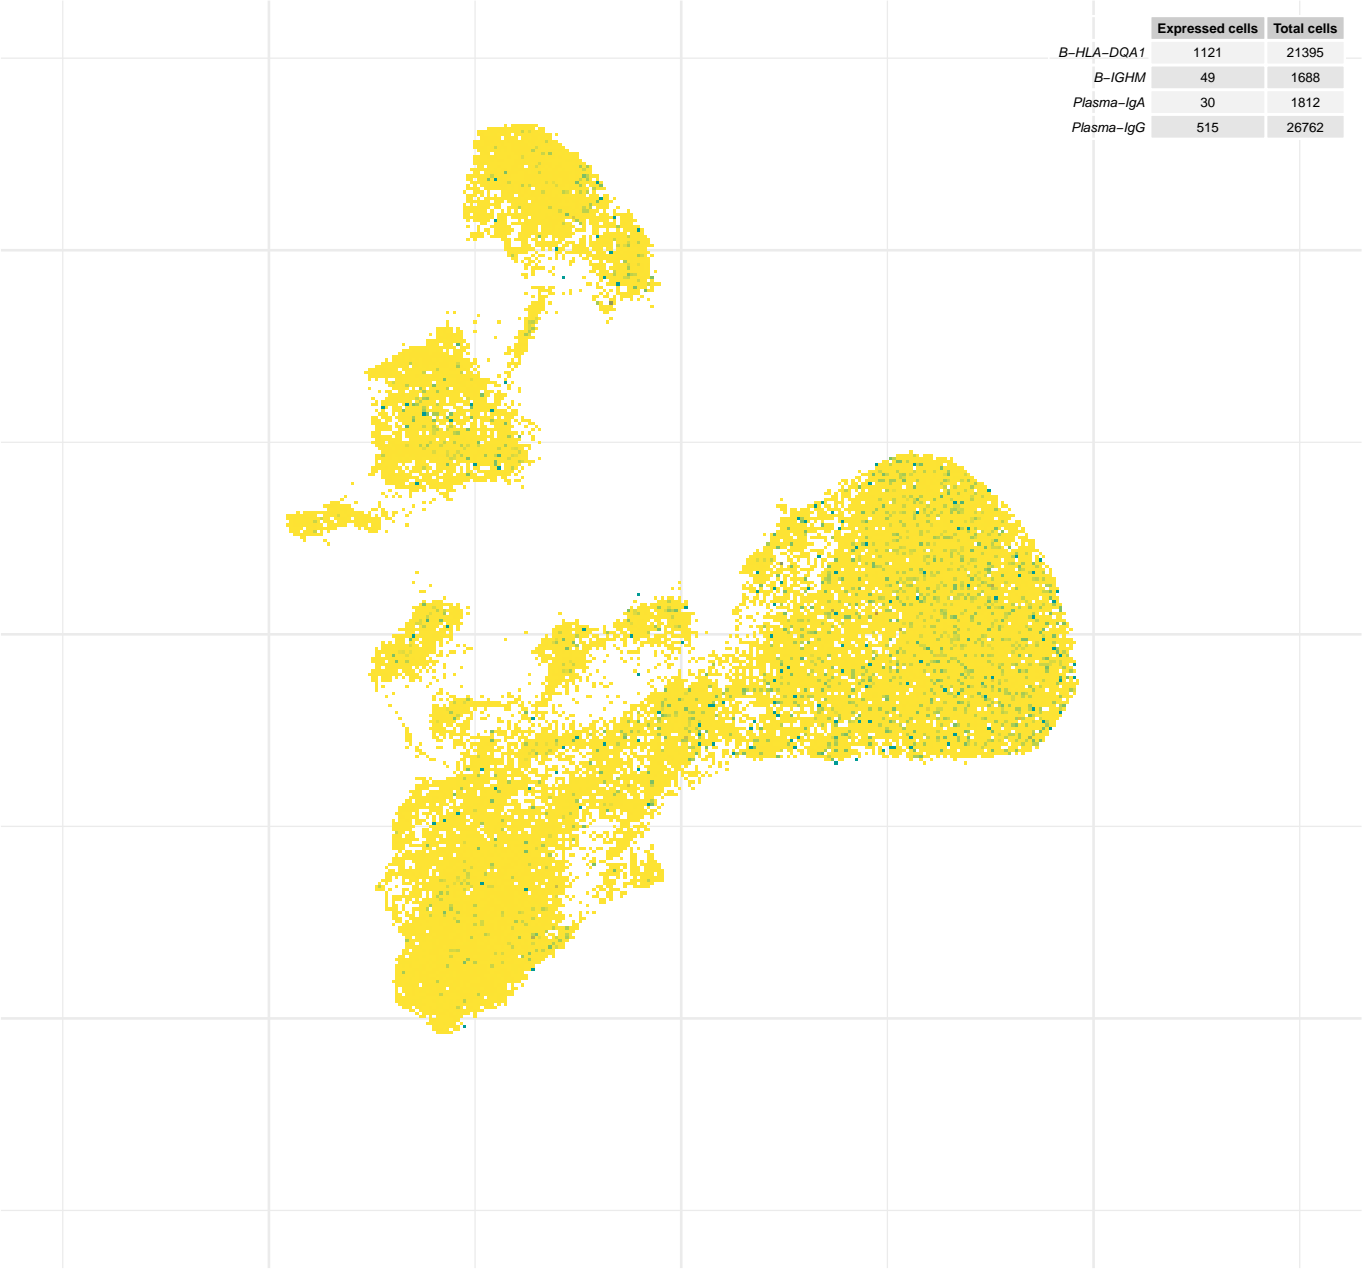 Expressed cells Total cells
B−HLA−DQA1 1121 21395
B−IGHM 49 1688
Plasma−IgA 30 1812
Plasma−IgG 515 26762